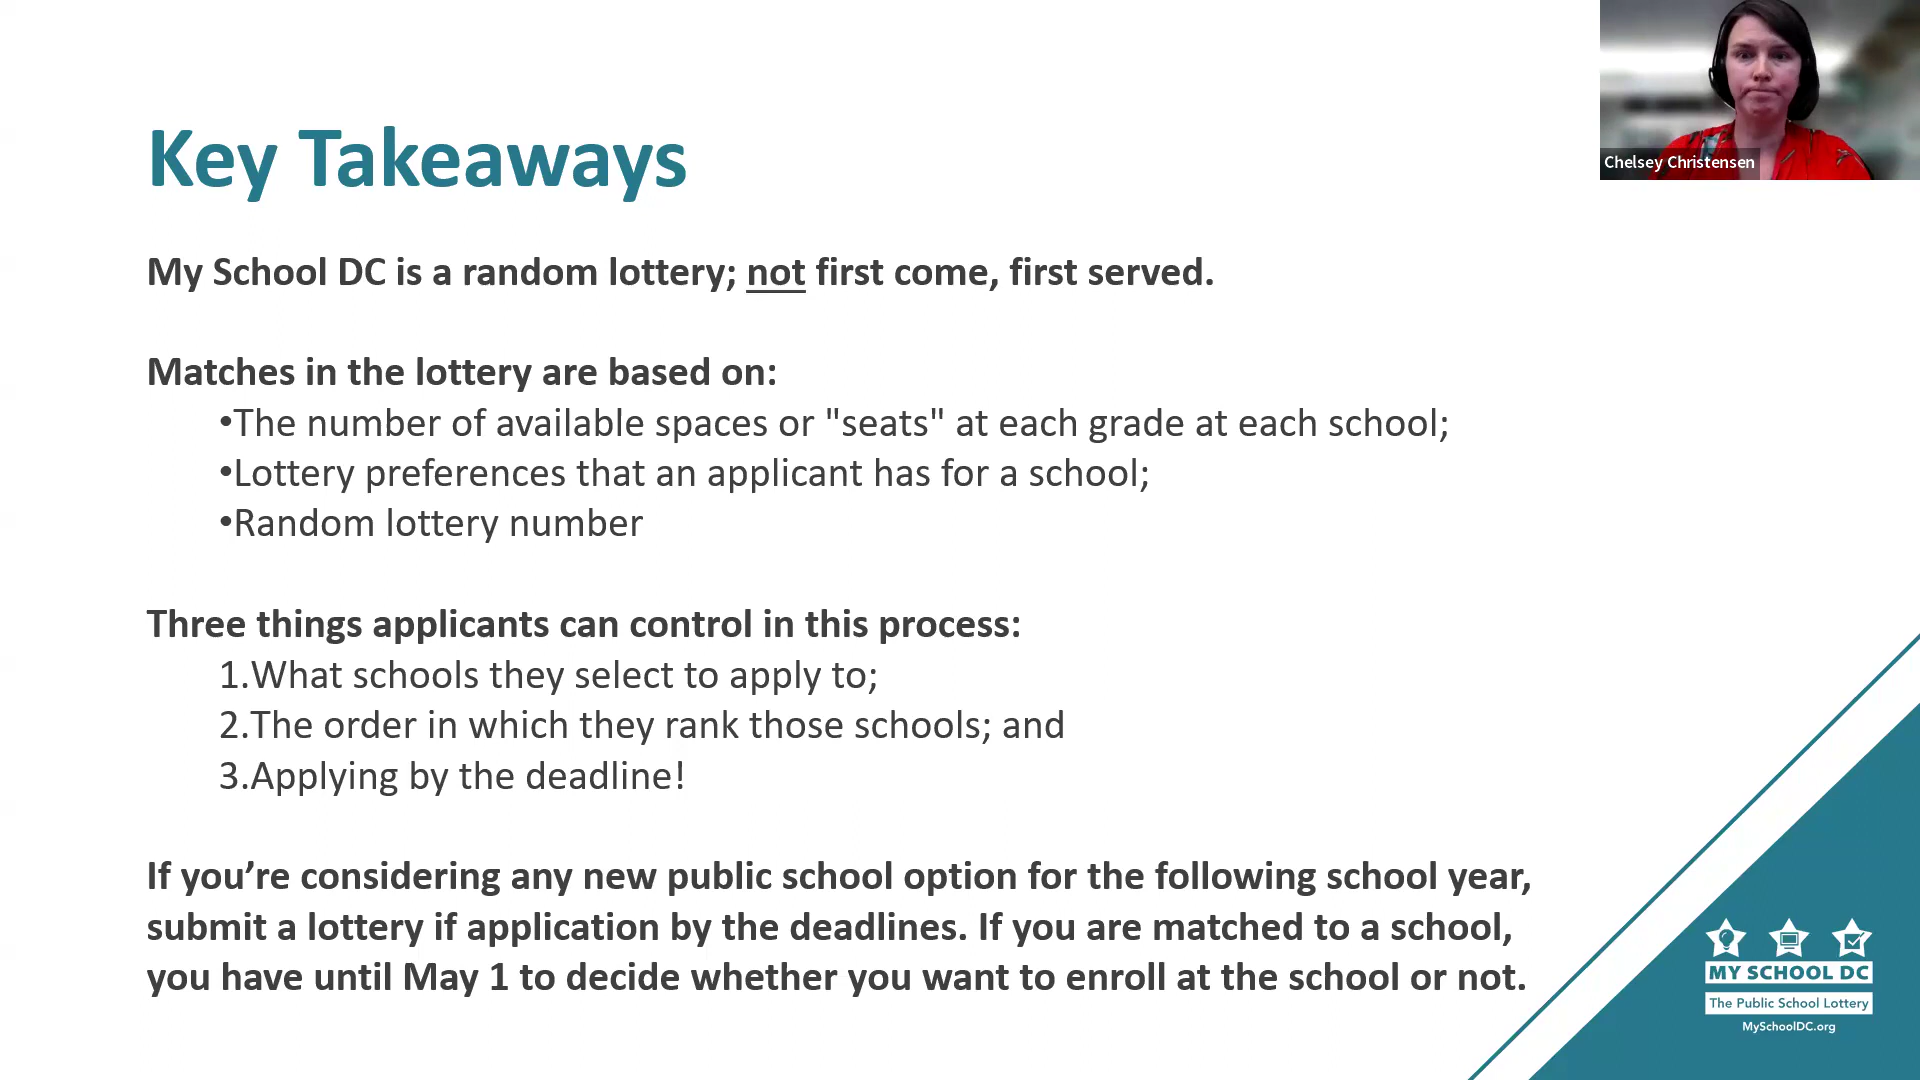 Key Takeaways
Chelsey Christensen
My School DC is a random lottery; not first come, first served.
Matches in the lottery are based on:
•The number of available spaces or "seats" at each grade at each school;
•Lottery preferences that an applicant has for a school;
•Random lottery number
Three things applicants can control in this process:
1.What schools they select to apply to;
2.The order in which they rank those schools; and
3.Applying by the deadline!
If you’re considering any new public school option for the following school year,
submit a lottery if application by the deadlines. If you are matched to a school,
you have until May 1 to decide whether you want to enroll at the school or not.
MY SCHOOL DC
The Public School Lottery
MySchoolDC.org